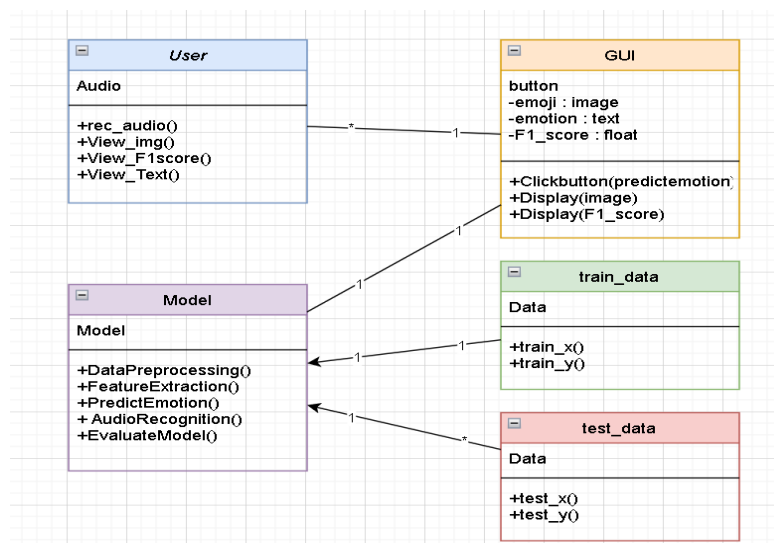 User
Audio
+rec_audio()
+View_img()
+View_F1score()
+View_Text()
* 1
GUI
button
-emoji : image
-emotion : text
-F1_score : float
+Clickbutton(predictemotion)
+Display(image)
+Display(F1_score)
1
1
Model
Model
+DataPreprocessing()
+FeatureExtraction()
+PredictEmotion()
+ AudioRecognition()
+EvaluateModel()
train_data
Data
+train_x()
+train_y()
1 1
1 *
test_data
Data
+test_x()
+test_y()